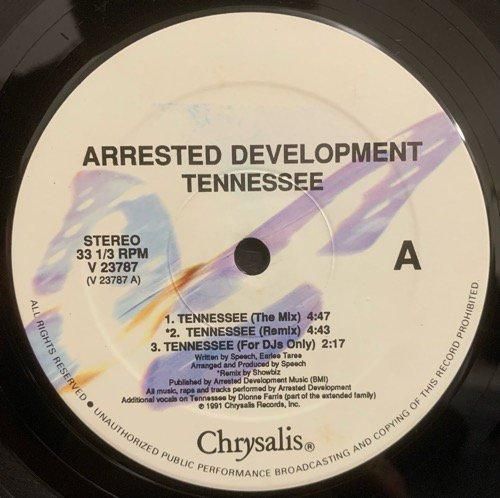 ARRESTED DEVELOPMENT
TENNESSEE
STEREO
33 1/3 RPM
V 23787
(V 23787 A)
A
1. TENNESSEE (The Mix) 4:47
*2. TENNESSEE (Remix) 4:43
3. TENNESSEE (For DJs Only) 2:17
Written by Speech, Earlee Taree
Arranged and Produced by Speech
*Remix by Showbiz
Published by Arrested Development Music (BMI)
All music, raps and tracks performed by Arrested Development
Additional vocals on Tennessee by Dionne Farris (part of the extended family)
℗ 1991 Chrysalis Records, Inc.
Chrysalis®
ALL RIGHTS RESERVED ● UNAUTHORIZED PUBLIC PERFORMANCE BROADCASTING AND COPYING OF THIS RECORD PROHIBITED.